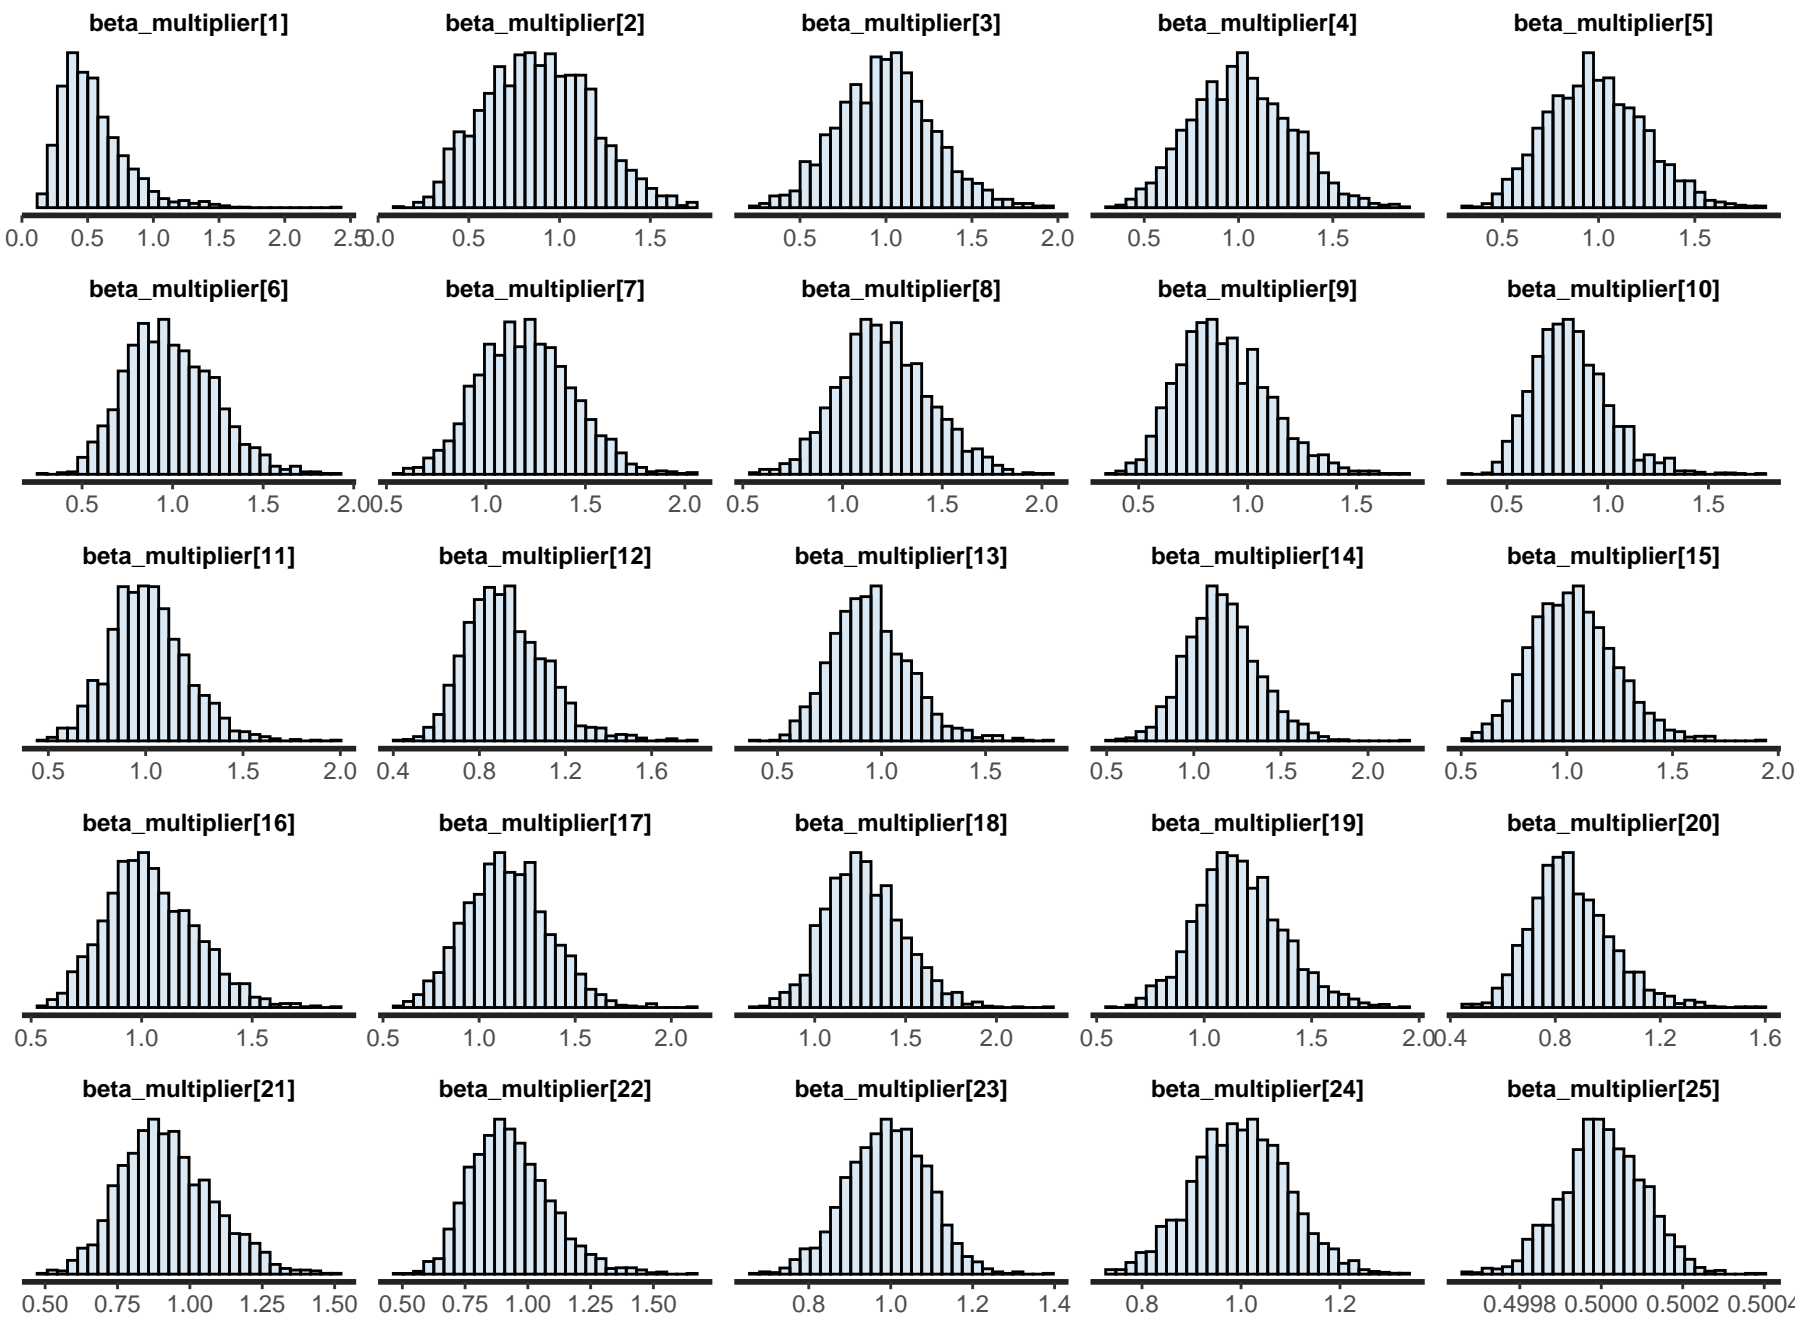 beta_multiplier[1] beta_multiplier[2] beta_multiplier[3] beta_multiplier[4] beta_multiplier[5]
0.0 0.5 1.0 1.5 2.0 2.5 0.0 0.5 1.0 1.5 0.5 1.0 1.5 2.0 0.5 1.0 1.5 0.5 1.0 1.5
beta_multiplier[6] beta_multiplier[7] beta_multiplier[8] beta_multiplier[9] beta_multiplier[10]
0.5 1.0 1.5 2.0 0.5 1.0 1.5 2.0 0.5 1.0 1.5 2.0 0.5 1.0 1.5 0.5 1.0 1.5
beta_multiplier[11] beta_multiplier[12] beta_multiplier[13] beta_multiplier[14] beta_multiplier[15]
0.5 1.0 1.5 2.0 0.4 0.8 1.2 1.6 0.5 1.0 1.5 0.5 1.0 1.5 2.0 0.5 1.0 1.5 2.0
beta_multiplier[16] beta_multiplier[17] beta_multiplier[18] beta_multiplier[19] beta_multiplier[20]
0.5 1.0 1.5 0.5 1.0 1.5 2.0 1.0 1.5 2.0 0.5 1.0 1.5 2.0 0.4 0.8 1.2 1.6
beta_multiplier[21] beta_multiplier[22] beta_multiplier[23] beta_multiplier[24] beta_multiplier[25]
0.50 0.75 1.00 1.25 1.50 0.50 0.75 1.00 1.25 1.50 0.8 1.0 1.2 1.4 0.8 1.0 1.2 0.4998 0.5000 0.5002 0.5004